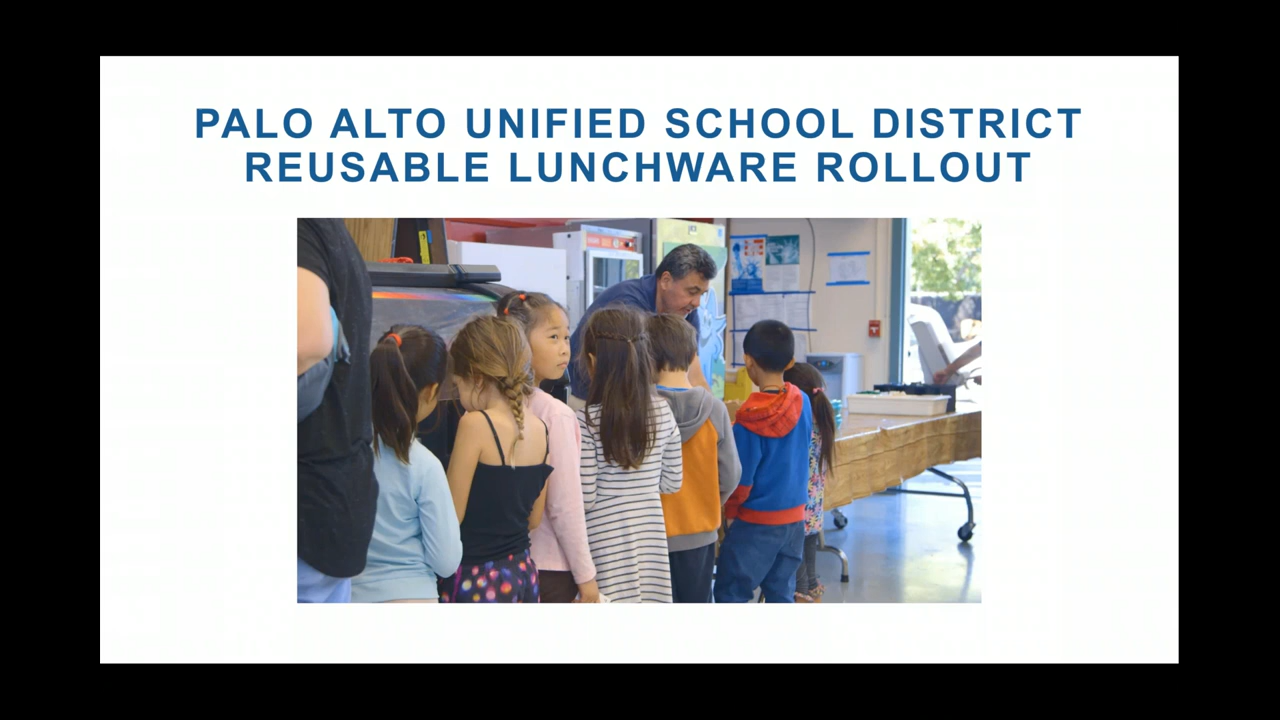 PALO ALTO UNIFIED SCHOOL DISTRICT
REUSABLE LUNCHWARE ROLLOUT